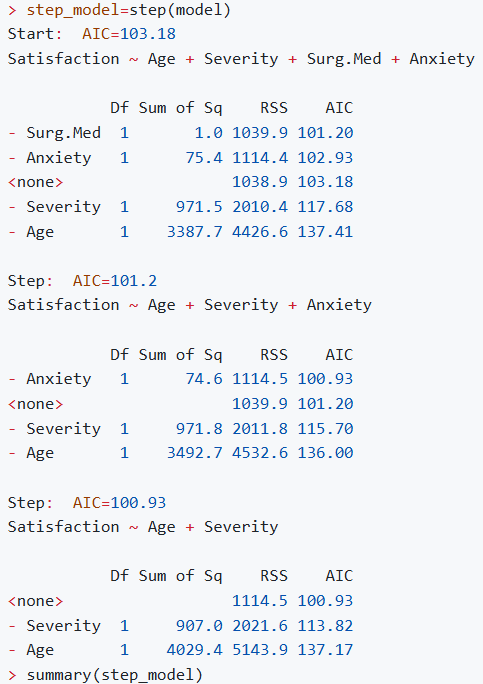 > step_model=step(model)
Start:  AIC=103.18
Satisfaction ~ Age + Severity + Surg.Med + Anxiety

           Df Sum of Sq    RSS    AIC
- Surg.Med  1       1.0 1039.9 101.20
- Anxiety   1      75.4 1114.4 102.93
<none>                  1038.9 103.18
- Severity  1     971.5 2010.4 117.68
- Age       1    3387.7 4426.6 137.41

Step:  AIC=101.2
Satisfaction ~ Age + Severity + Anxiety

           Df Sum of Sq    RSS    AIC
- Anxiety   1      74.6 1114.5 100.93
<none>                  1039.9 101.20
- Severity  1     971.8 2011.8 115.70
- Age       1    3492.7 4532.6 136.00

Step:  AIC=100.93
Satisfaction ~ Age + Severity

           Df Sum of Sq    RSS    AIC
<none>                  1114.5 100.93
- Severity  1     907.0 2021.6 113.82
- Age       1    4029.4 5143.9 137.17
> summary(step_model)